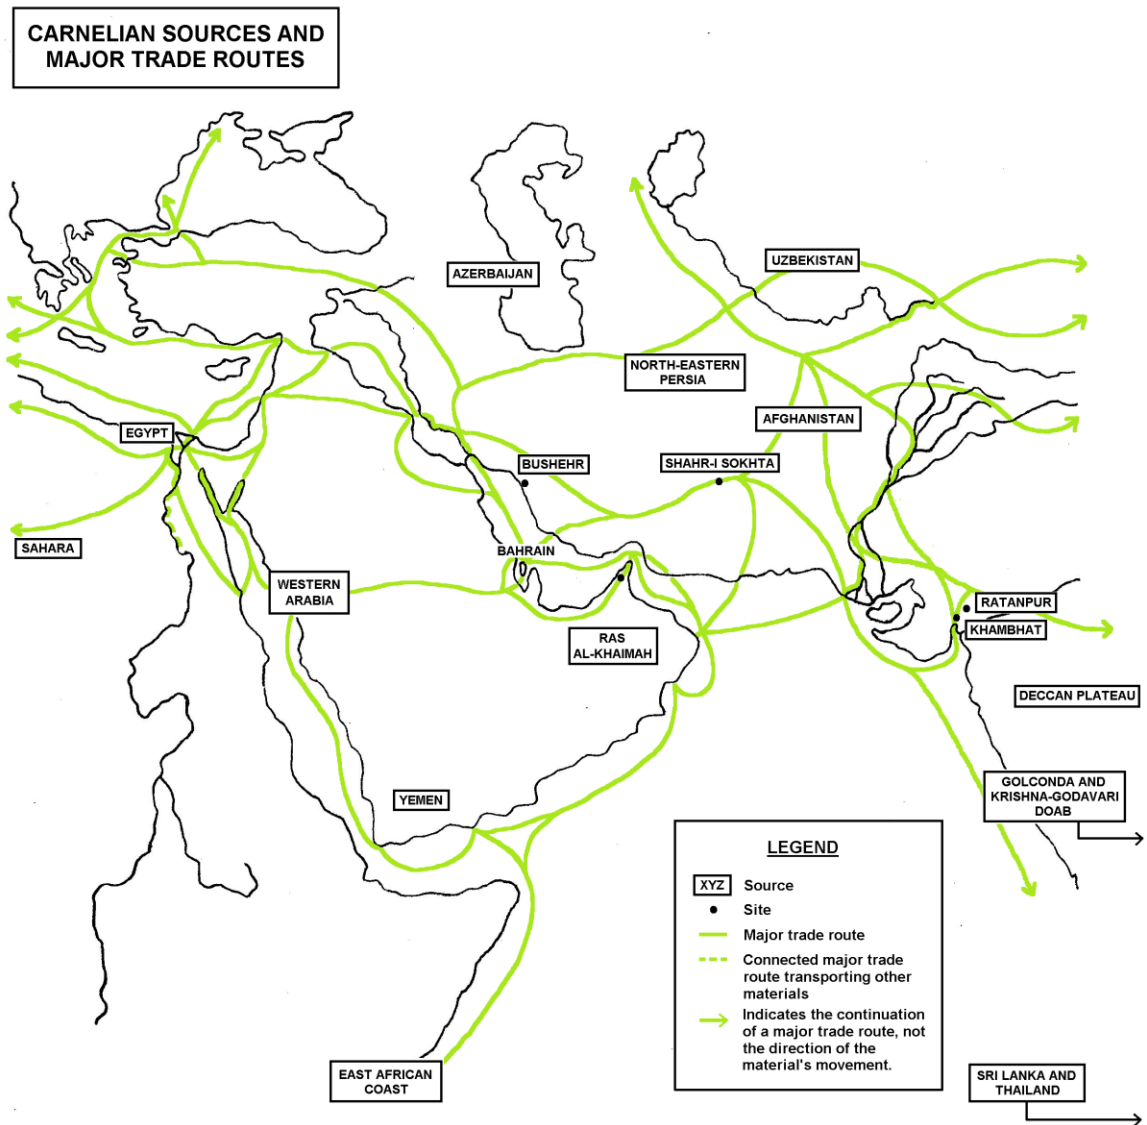 CARNELIAN SOURCES AND
MAJOR TRADE ROUTES
UZBEKISTAN
AZERBAIJAN
NORTH-EASTERN
PERSIA
AFGHANISTAN
EGYPT
BUSHEHR
SHAHR-I SOKHTA
SAHARA
BAHRAIN
WESTERN
ARABIA
RATANPUR
KHAMBHAT
RAS
AL-KHAIMAH
DECCAN PLATEAU
GOLCONDA AND
KRISHNA-GODAVARI
DOAB
YEMEN
LEGEND
XYZ Source
Site
Major trade route
Connected major trade
route transporting other
materials
Indicates the continuation
of a major trade route, not
the direction of the
material's movement.
EAST AFRICAN
COAST
SRI LANKA AND
THAILAND